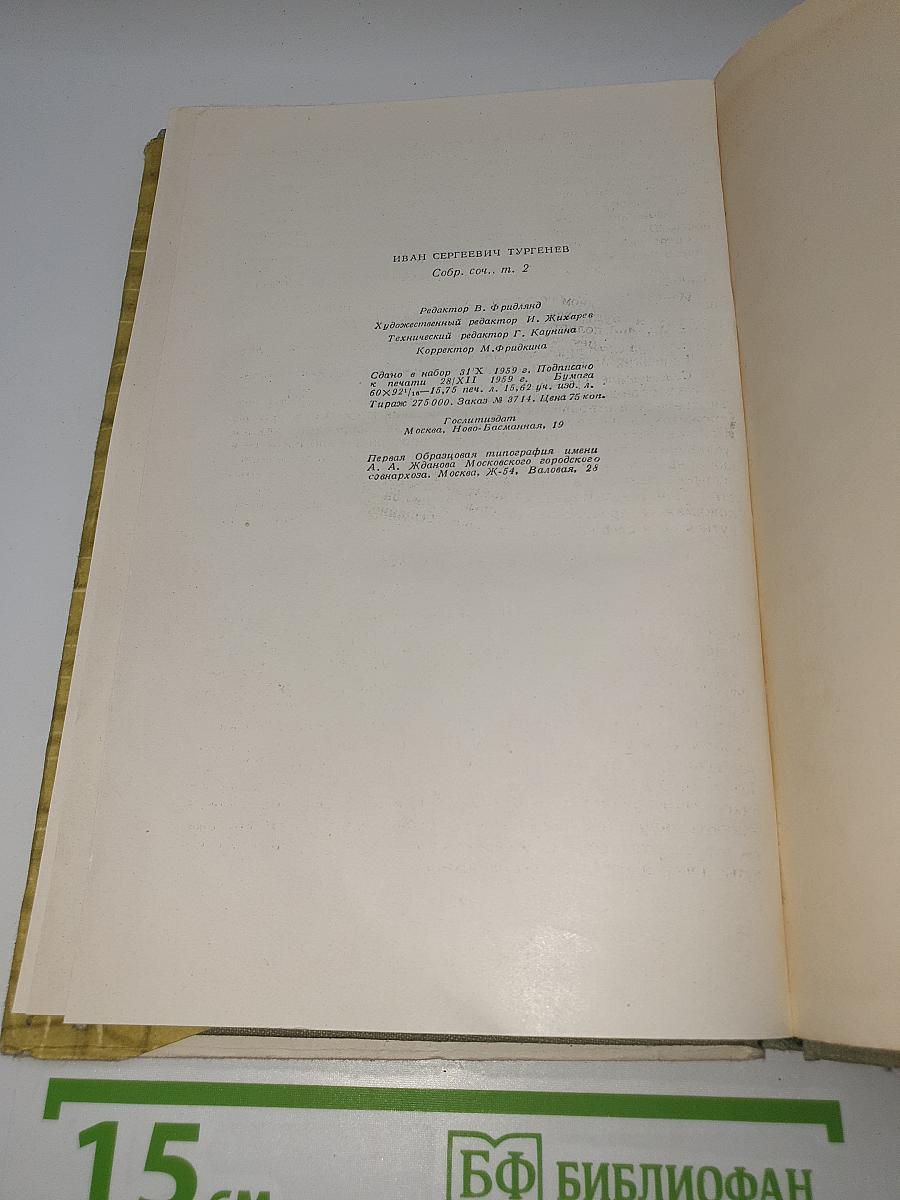 ИВАН СЕРГЕЕВИЧ ТУРГЕНЕВ
Собр. соч., т. 2
Редактор В. Фридлянд
Художественный редактор И. Жихарев
Технический редактор Г. Каунина
Корректор М. Фридкина
Сдано в набор 31/X 1959 г. Подписано
к печати 28/XII 1959 г. Бумага
60×92¹/₁₆—15,75 печ. л. 15,62 уч. изд. л.
Тираж 275 000. Заказ № 3714. Цена 75 коп.
Гослитиздат
Москва, Ново-Басманная, 19
Первая Образцовая типография имени
А. А. Жданова Московского городского
совнархоза. Москва, Ж-54, Валовая, 28
15 см
БФ БИБЛИОФАН